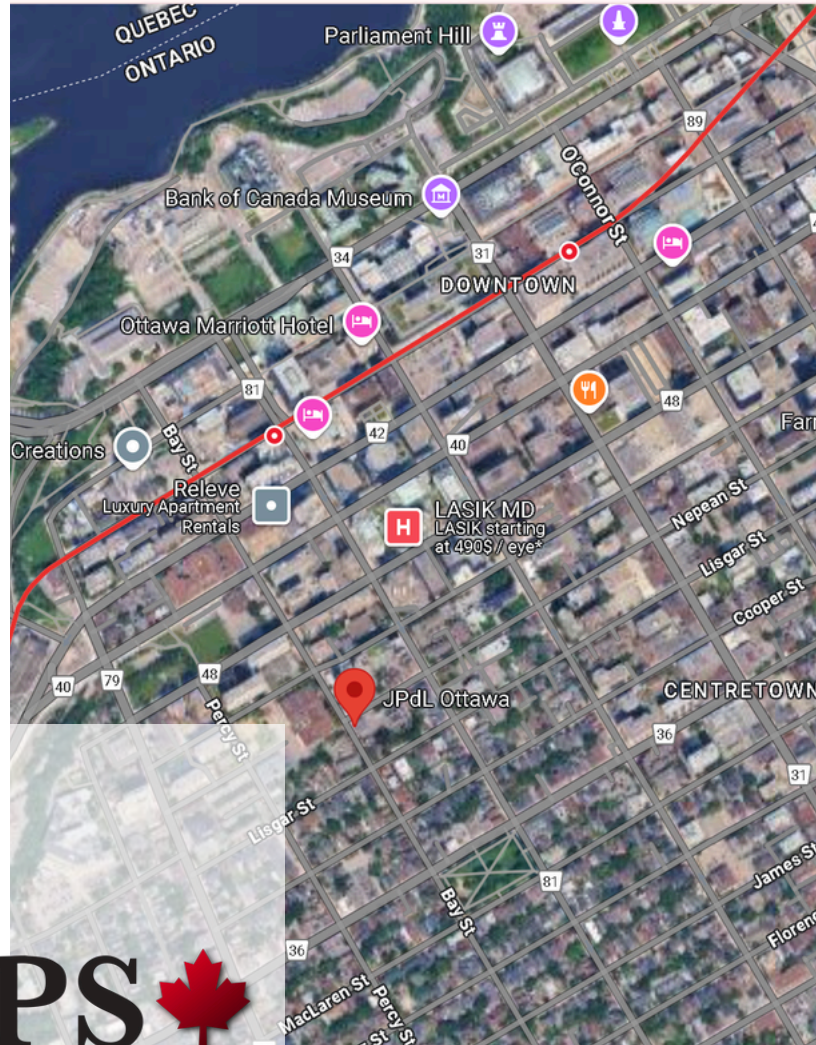 QUEBEC
ONTARIO
Parliament Hill
89
O'Connor St
Bank of Canada Museum
34
31
DOWNTOWN
Ottawa Marriott Hotel
81
48
Bay St
42
40
Creations
Releve
Luxury Apartment
Rentals
H
LASIK MD
LASIK starting
at 490$ / eye*
Nepean St
Lisgar St
Cooper St
40
79
48
Percy St
JPdL Ottawa
CENTRETOWN
36
31
Lisgar St
81
James St
Bay St
36
MacLaren St
Percy St
St
PS